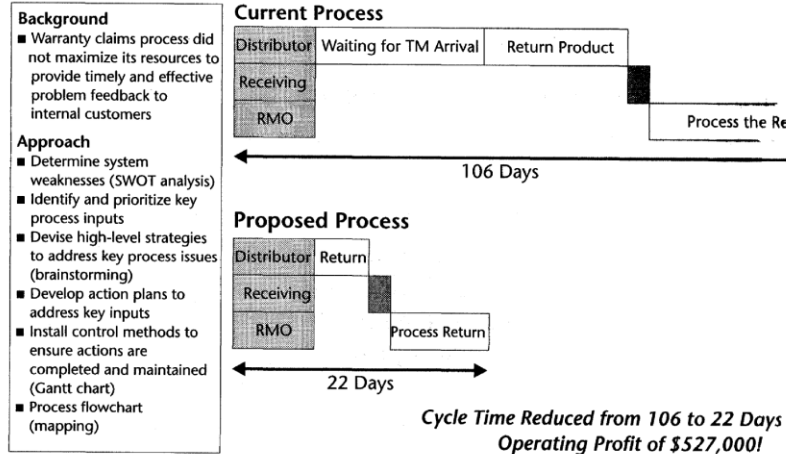 Background
■ Warranty claims process did
not maximize its resources to
provide timely and effective
problem feedback to
internal customers
Approach
■ Determine system
weaknesses (SWOT analysis)
■ Identify and prioritize key
process inputs
■ Devise high-level strategies
to address key process issues
(brainstorming)
■ Develop action plans to
address key inputs
■ Install control methods to
ensure actions are
completed and maintained
(Gantt chart)
■ Process flowchart
(mapping)
Current Process
Distributor Waiting for TM Arrival Return Product
Receiving
RMO Process the Re
106 Days
Proposed Process
Distributor Return
Receiving
RMO Process Return
22 Days
Cycle Time Reduced from 106 to 22 Days
Operating Profit of $527,000!